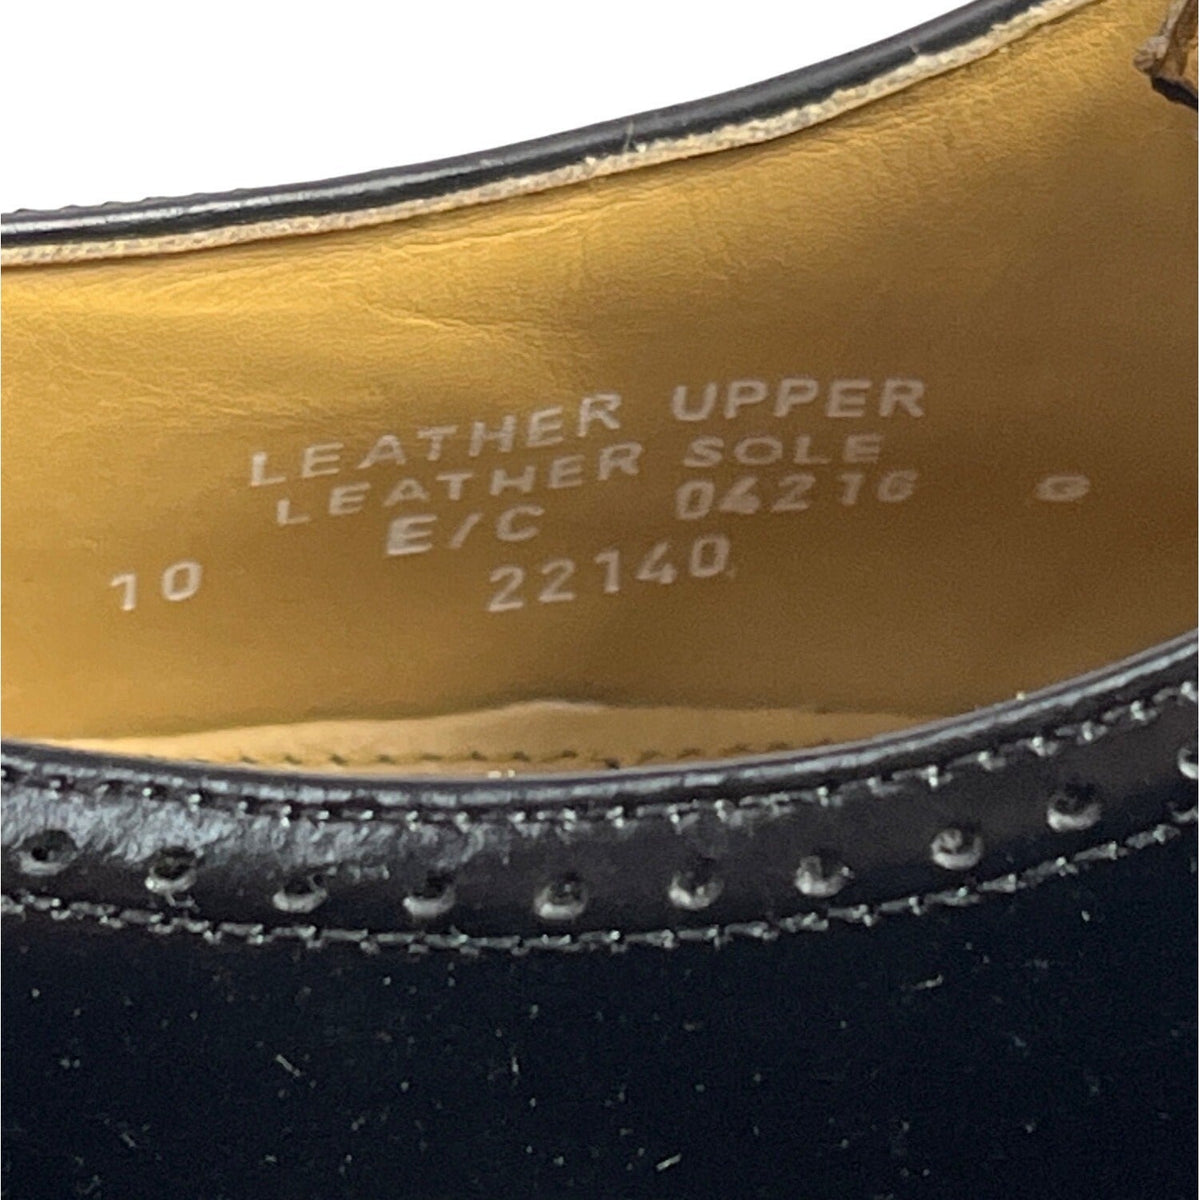 LEATHER UPPER
LEATHER SOLE
E/C 04216 G
10 22140